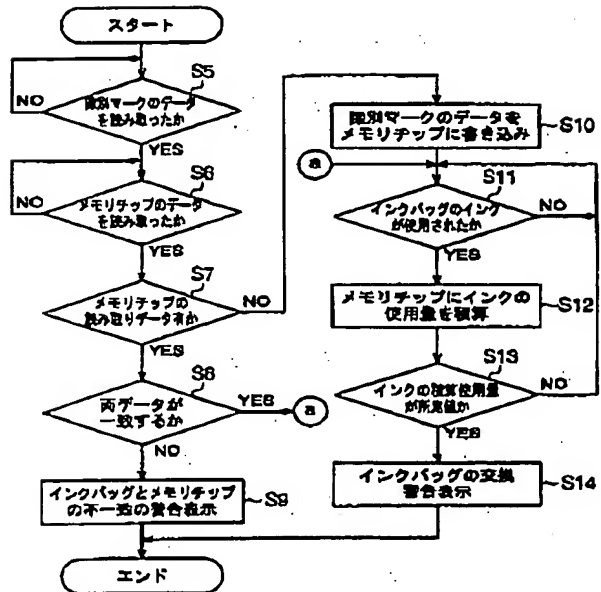 スタート
S5
NO
識別マークのデータ
を読み取ったか
YES
S6
NO
メモリチップのデータ
を読み取ったか
YES
S7
メモリチップの
読み取りデータ有か
NO
YES
S8
両データが
一致するか
YES
a
NO
インクバッグとメモリチップ
の不一致の警告表示
S9
エンド
識別マークのデータを
メモリチップに書き込み
S10
a
S11
インクバッグのインク
が使用されたか
NO
YES
メモリチップにインクの
使用量を積算
S12
S13
インクの積算使用量
が所定値か
NO
YES
インクバッグの交換
警告表示
S14